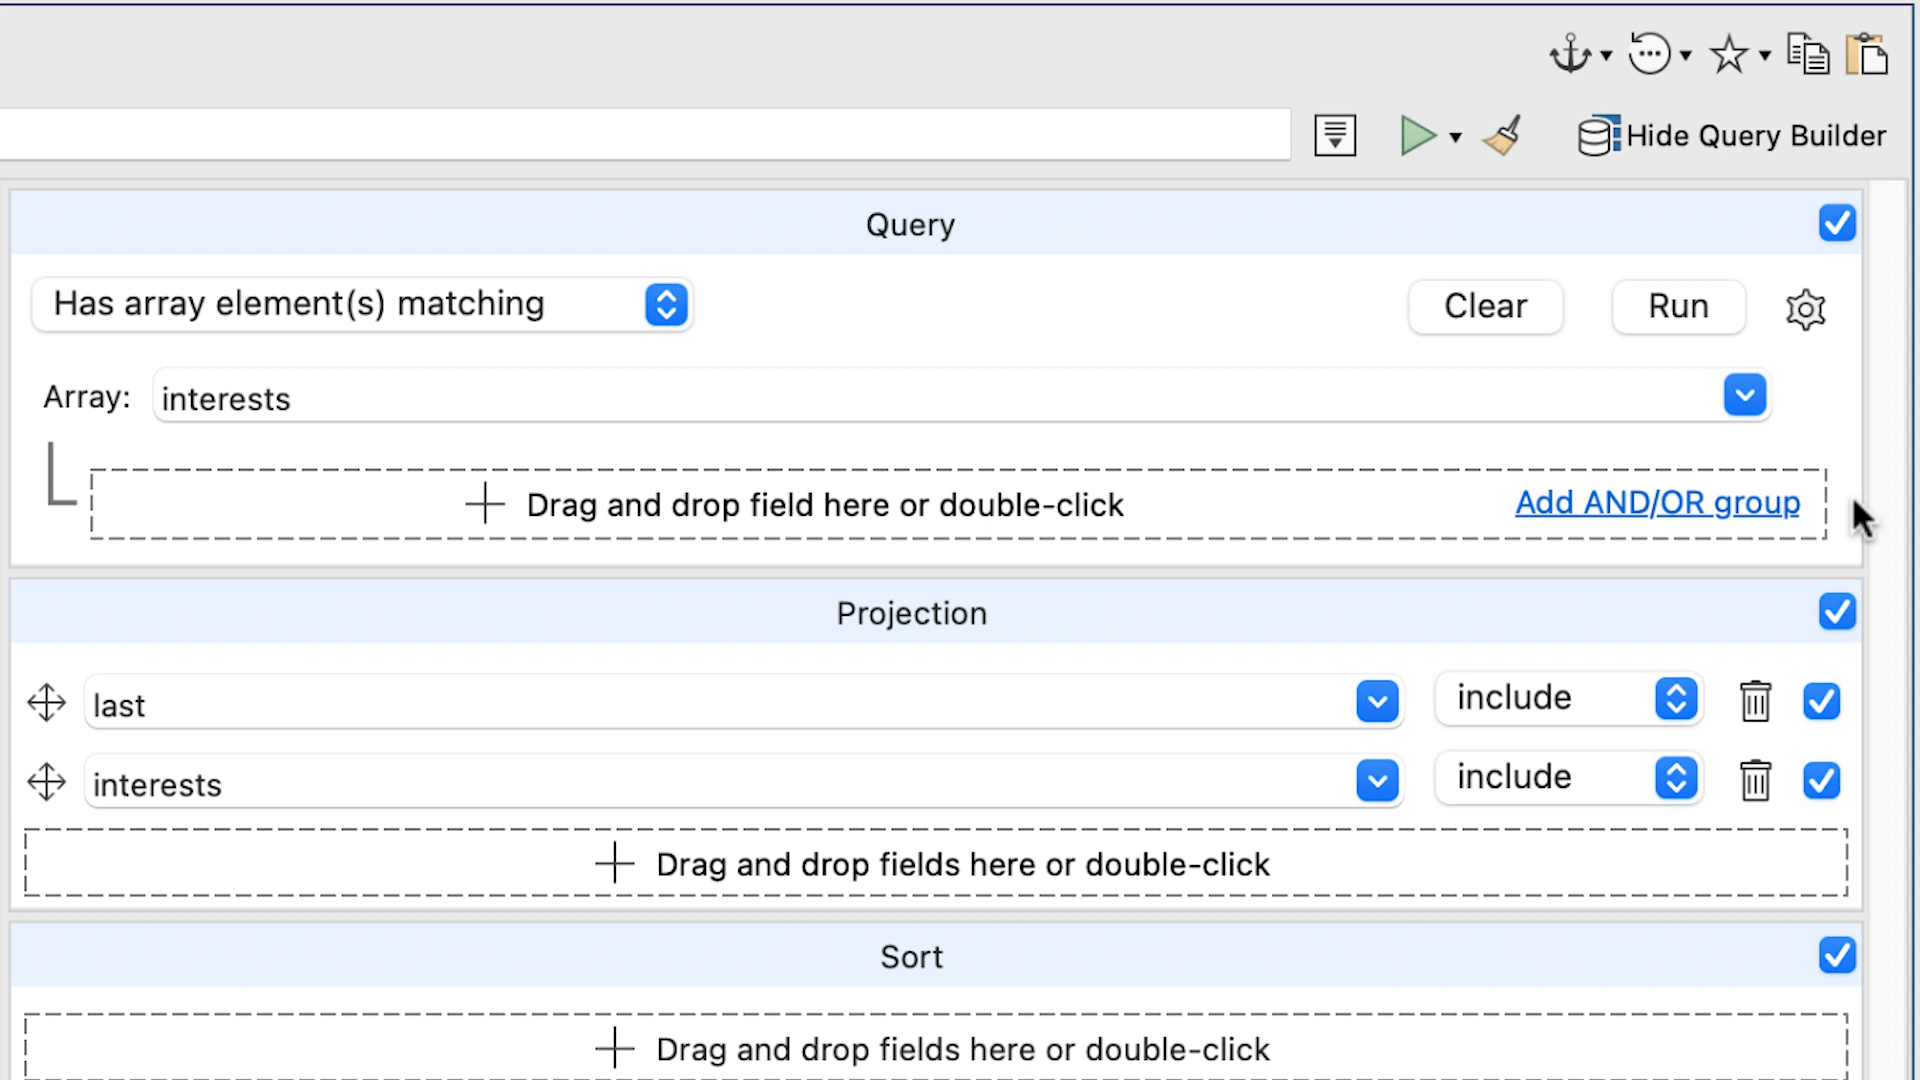 Hide Query Builder
Query
Has array element(s) matching
Clear
Run
Array:
interests
Drag and drop field here or double-click
Add AND/OR group
Projection
last
include
interests
include
Drag and drop fields here or double-click
Sort
Drag and drop fields here or double-click